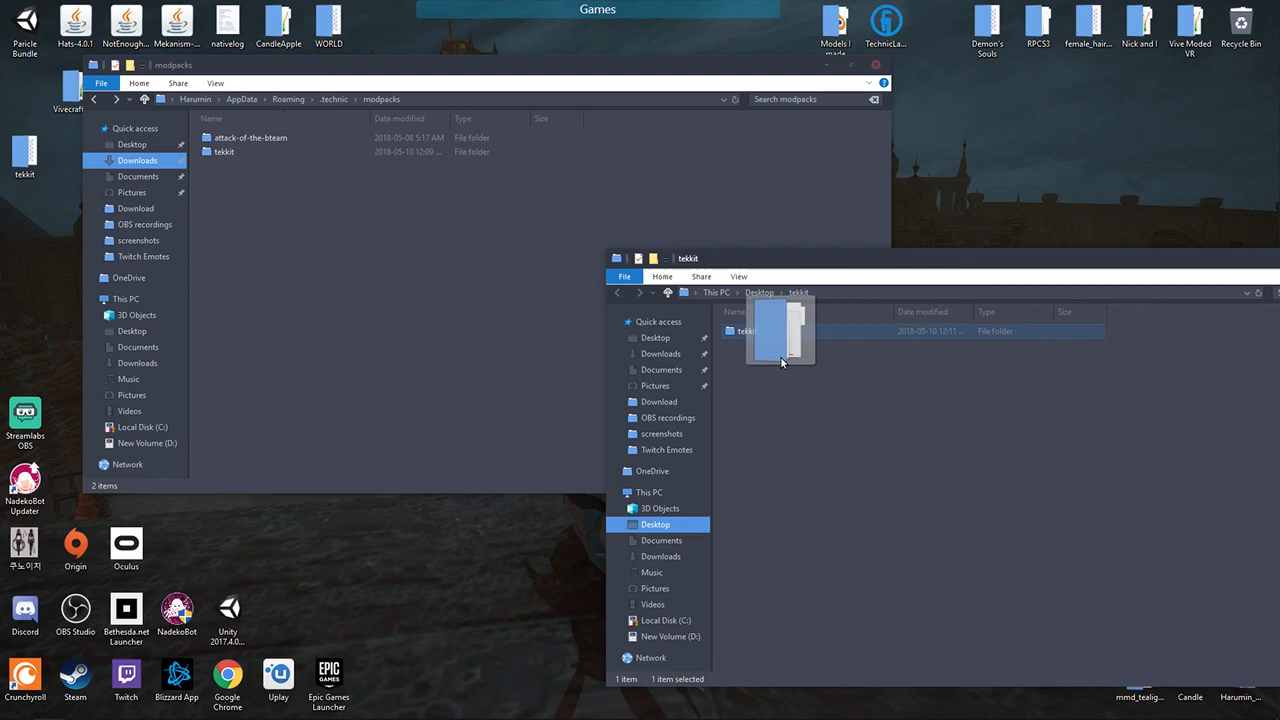 Games
Paricle Bundle
Hats-4.0.1
NotEnough...
Mekanism-...
nativelog
CandleApple
WORLD
Models I made
TechnicLa...
Demon's Souls
RPCS3
female_hair...
Nick and I
Vive Moded VR
Recycle Bin
Vivecraf
tekkit
modpacks
File
Home
Share
View
Harumin
AppData
Roaming
.technic
modpacks
Search modpacks
Name
Date modified
Type
Size
attack-of-the-bteam
2018-05-08 5:17 AM
File folder
tekkit
2018-05-10 12:09 ...
File folder
Quick access
Desktop
Downloads
Documents
Pictures
Download
OBS recordings
screenshots
Twitch Emotes
OneDrive
This PC
3D Objects
Desktop
Documents
Downloads
Music
Pictures
Videos
Local Disk (C:)
New Volume (D:)
Network
2 items
tekkit
File
Home
Share
View
This PC
Desktop
tekkit
Name
Date modified
Type
Size
tekki
2018-05-10 12:11 ...
File folder
Quick access
Desktop
Downloads
Documents
Pictures
Download
OBS recordings
screenshots
Twitch Emotes
OneDrive
This PC
3D Objects
Desktop
Documents
Downloads
Music
Pictures
Videos
Local Disk (C:)
New Volume (D:)
Network
1 item
1 item selected
Streamlabs OBS
NadekoBot Updater
쿠노이치
Origin
Oculus
Discord
OBS Studio
Bethesda.net Launcher
NadekoBot
Unity 2017.4.0...
Crunchyroll
Steam
Twitch
Blizzard App
Google Chrome
Uplay
EPIC GAMES
Epic Games Launcher
mmd_tealig...
Candle
Harumin_...